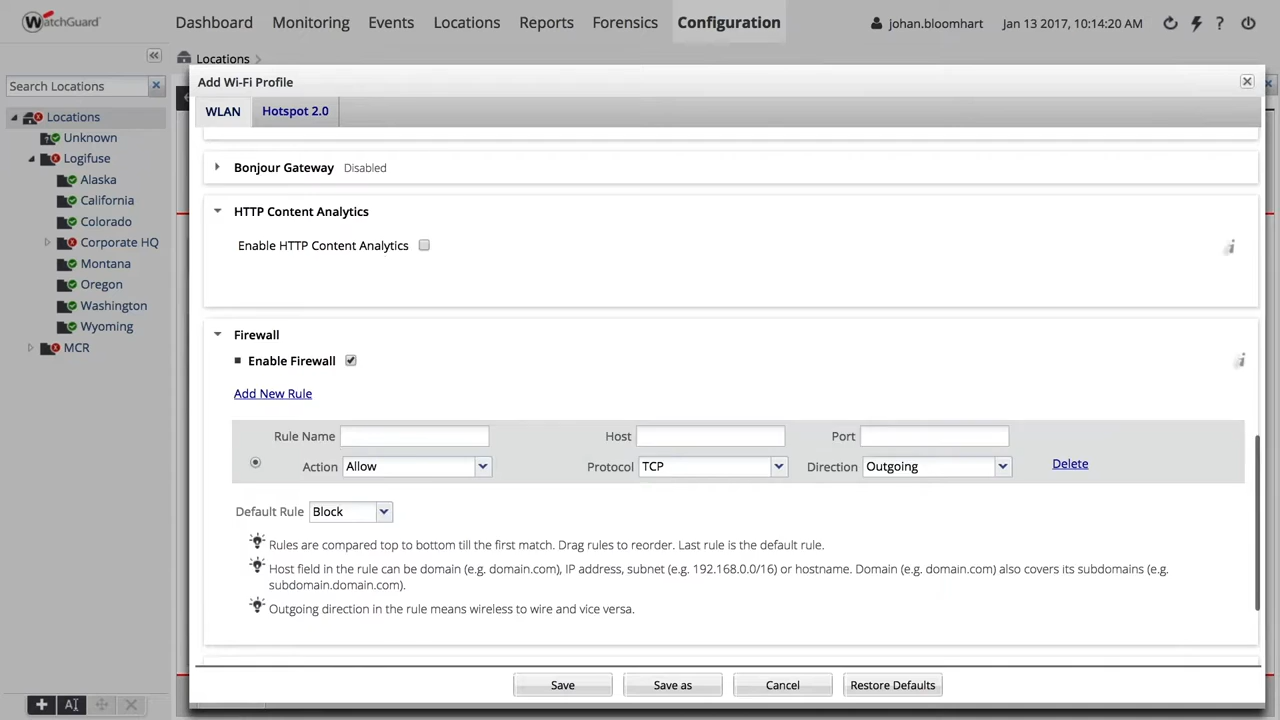 WatchGuard
Dashboard Monitoring Events Locations Reports Forensics Configuration johan.bloomhart Jan 13 2017, 10:14:20 AM
Locations
Search Locations
Locations
Unknown
Logifuse
Alaska
California
Colorado
Corporate HQ
Montana
Oregon
Washington
Wyoming
MCR
Add Wi-Fi Profile
WLAN Hotspot 2.0
Bonjour Gateway Disabled
HTTP Content Analytics
Enable HTTP Content Analytics
Firewall
Enable Firewall
Add New Rule
Rule Name Host Port
Action Allow Protocol TCP Direction Outgoing Delete
Default Rule Block
Rules are compared top to bottom till the first match. Drag rules to reorder. Last rule is the default rule.
Host field in the rule can be domain (e.g. domain.com), IP address, subnet (e.g. 192.168.0.0/16) or hostname. Domain (e.g. domain.com) also covers its subdomains (e.g.
subdomain.domain.com).
Outgoing direction in the rule means wireless to wire and vice versa.
Save Save as Cancel Restore Defaults